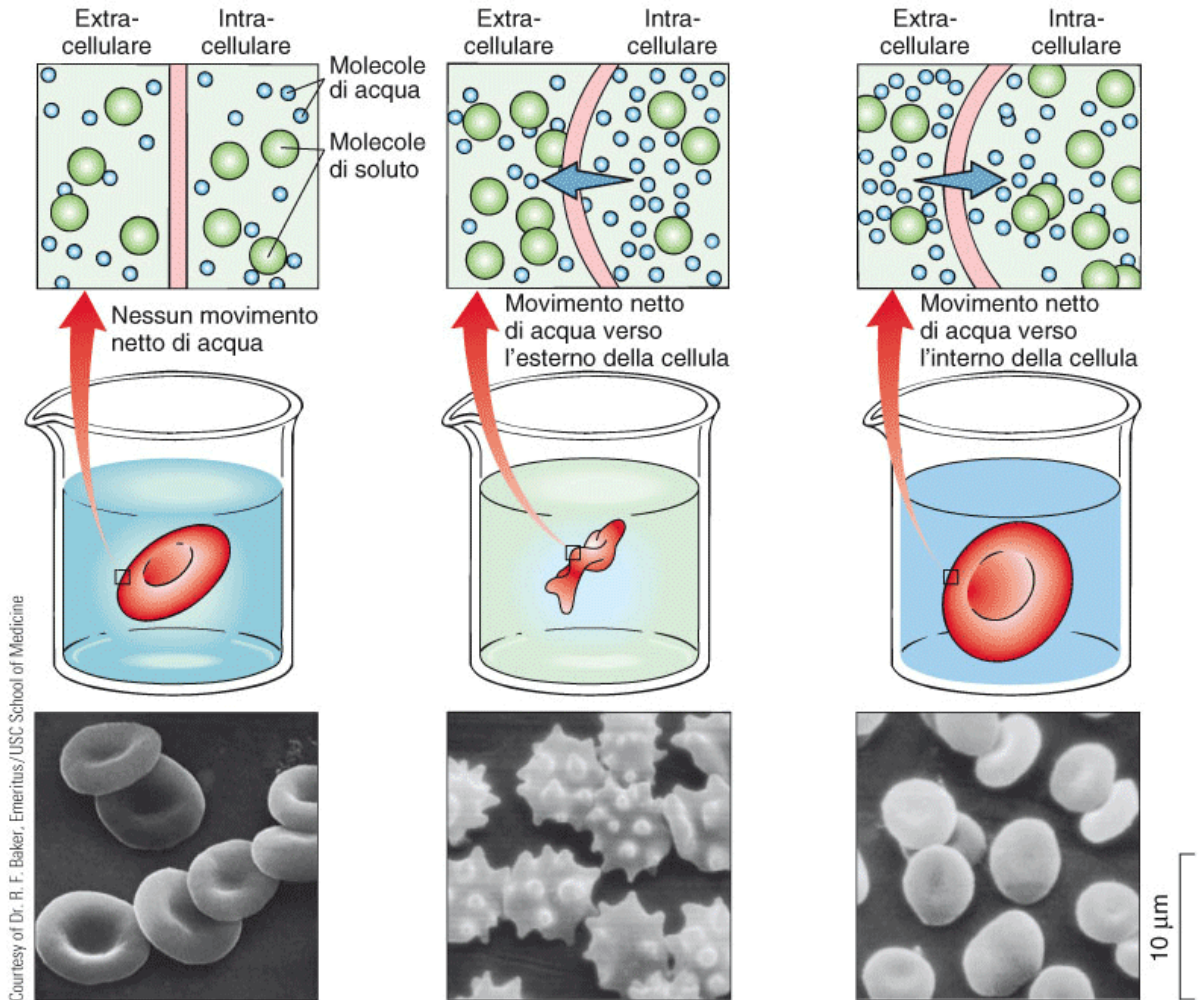 Extra-
cellulare
Intra-
cellulare
Molecole
di acqua
Molecole
di soluto
Nessun movimento
netto di acqua
Extra-
cellulare
Intra-
cellulare
Movimento netto
di acqua verso
l'esterno della cellula
Extra-
cellulare
Intra-
cellulare
Movimento netto
di acqua verso
l'interno della cellula
Courtesy of Dr. R. F. Baker, Emeritus/USC School of Medicine
10 µm